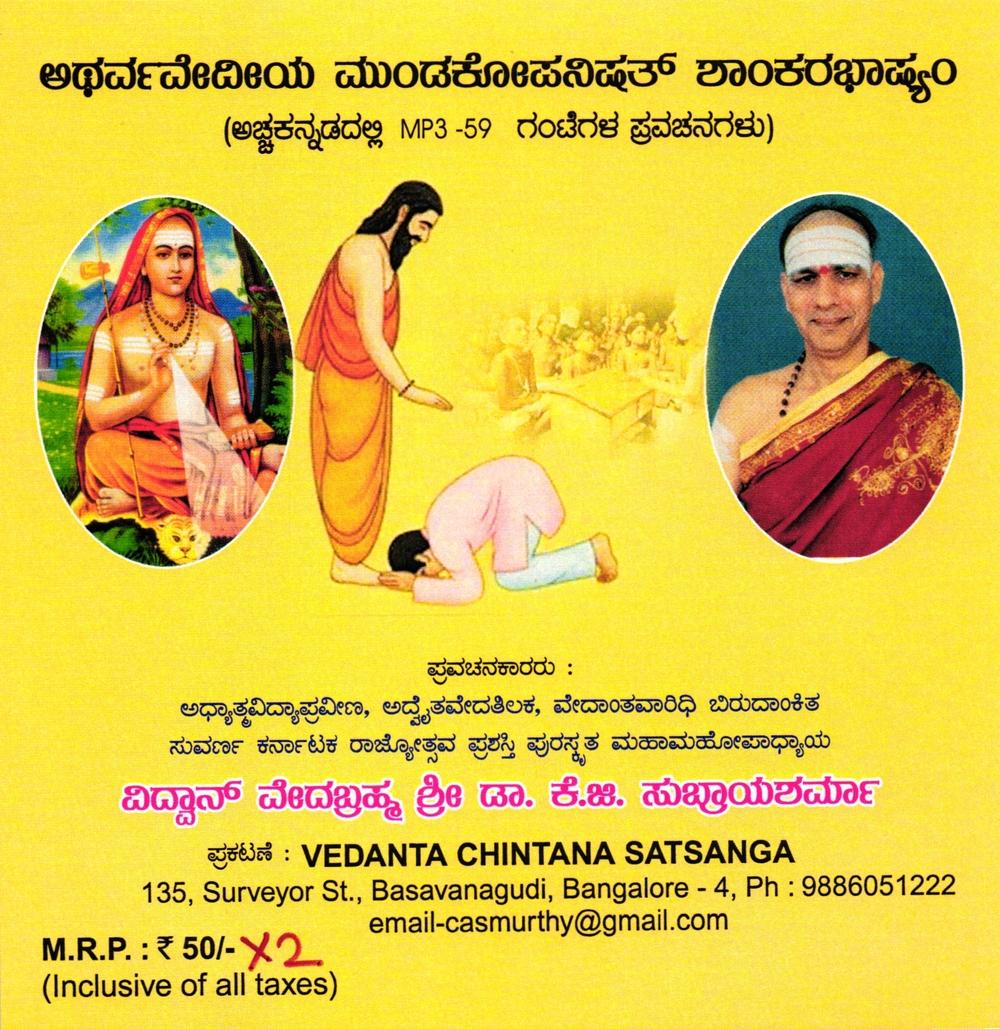 ಅಥರ್ವವೇದೀಯ ಮುಂಡಕೋಪನಿಷತ್ ಶಾಂಕರಭಾಷ್ಯಂ
(ಅಚ್ಚಕನ್ನಡದಲ್ಲಿ MP3 -59 ಗಂಟೆಗಳ ಪ್ರವಚನಗಳು)
ಪ್ರವಚನಕಾರರು :
ಅಧ್ಯಾತ್ಮವಿದ್ಯಾಪ್ರವೀಣ, ಅದ್ವೈತವೇದತಿಲಕ, ವೇದಾಂತವಾರಿಧಿ ಬಿರುದಾಂಕಿತ
ಸುವರ್ಣ ಕರ್ನಾಟಕ ರಾಜ್ಯೋತ್ಸವ ಪ್ರಶಸ್ತಿ ಪುರಸ್ಕೃತ ಮಹಾಮಹೋಪಾಧ್ಯಾಯ
ವಿದ್ವಾನ್ ವೇದಬ್ರಹ್ಮ ಶ್ರೀ ಡಾ. ಕೆ.ಜಿ. ಸುಬ್ರಾಯಶರ್ಮಾ
ಪ್ರಕಟಣೆ : VEDANTA CHINTANA SATSANGA
135, Surveyor St., Basavanagudi, Bangalore - 4, Ph : 9886051222
email-casmurthy@gmail.com
M.R.P. : ₹ 50/- X2
(Inclusive of all taxes)